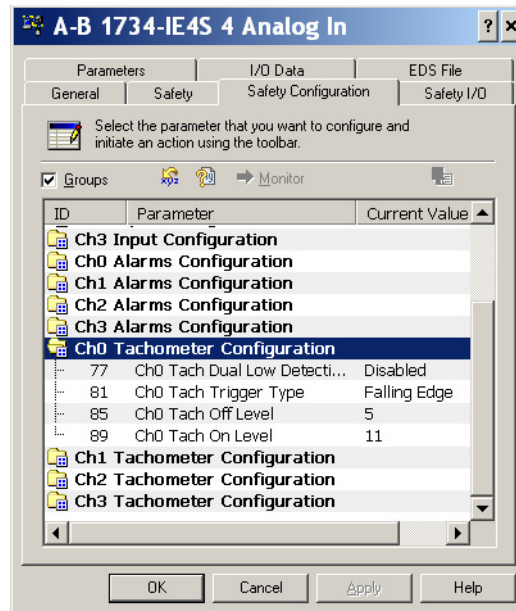 A-B 1734-IE4S 4 Analog In
? ×
Parameters I/O Data EDS File
General Safety Safety Configuration Safety I/O
Select the parameter that you want to configure and
initiate an action using the toolbar.
Groups xyz Monitor
ID Parameter Current Value
Ch3 Input Configuration
Ch0 Alarms Configuration
Ch1 Alarms Configuration
Ch2 Alarms Configuration
Ch3 Alarms Configuration
Ch0 Tachometer Configuration
77 Ch0 Tach Dual Low Detecti... Disabled
81 Ch0 Tach Trigger Type Falling Edge
85 Ch0 Tach Off Level 5
89 Ch0 Tach On Level 11
Ch1 Tachometer Configuration
Ch2 Tachometer Configuration
Ch3 Tachometer Configuration
OK Cancel Apply Help